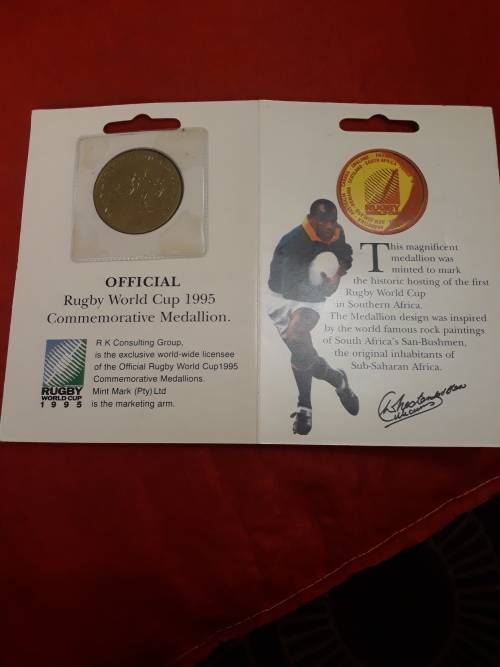 OFFICIAL
Rugby World Cup 1995
Commemorative Medallion.
R K Consulting Group,
is the exclusive world-wide licensee
of the Official Rugby World Cup1995
Commemorative Medallions.
Mint Mark (Pty) Ltd
is the marketing arm.
RUGBY
WORLD CUP
1995
RUGBY
This magnificent
medallion was
minted to mark
the historic hosting of the first
Rugby World Cup
in Southern Africa.
The Medallion design was inspired
by the world famous rock paintings
of South Africa's San-Bushmen,
the original inhabitants of
Sub-Saharan Africa.